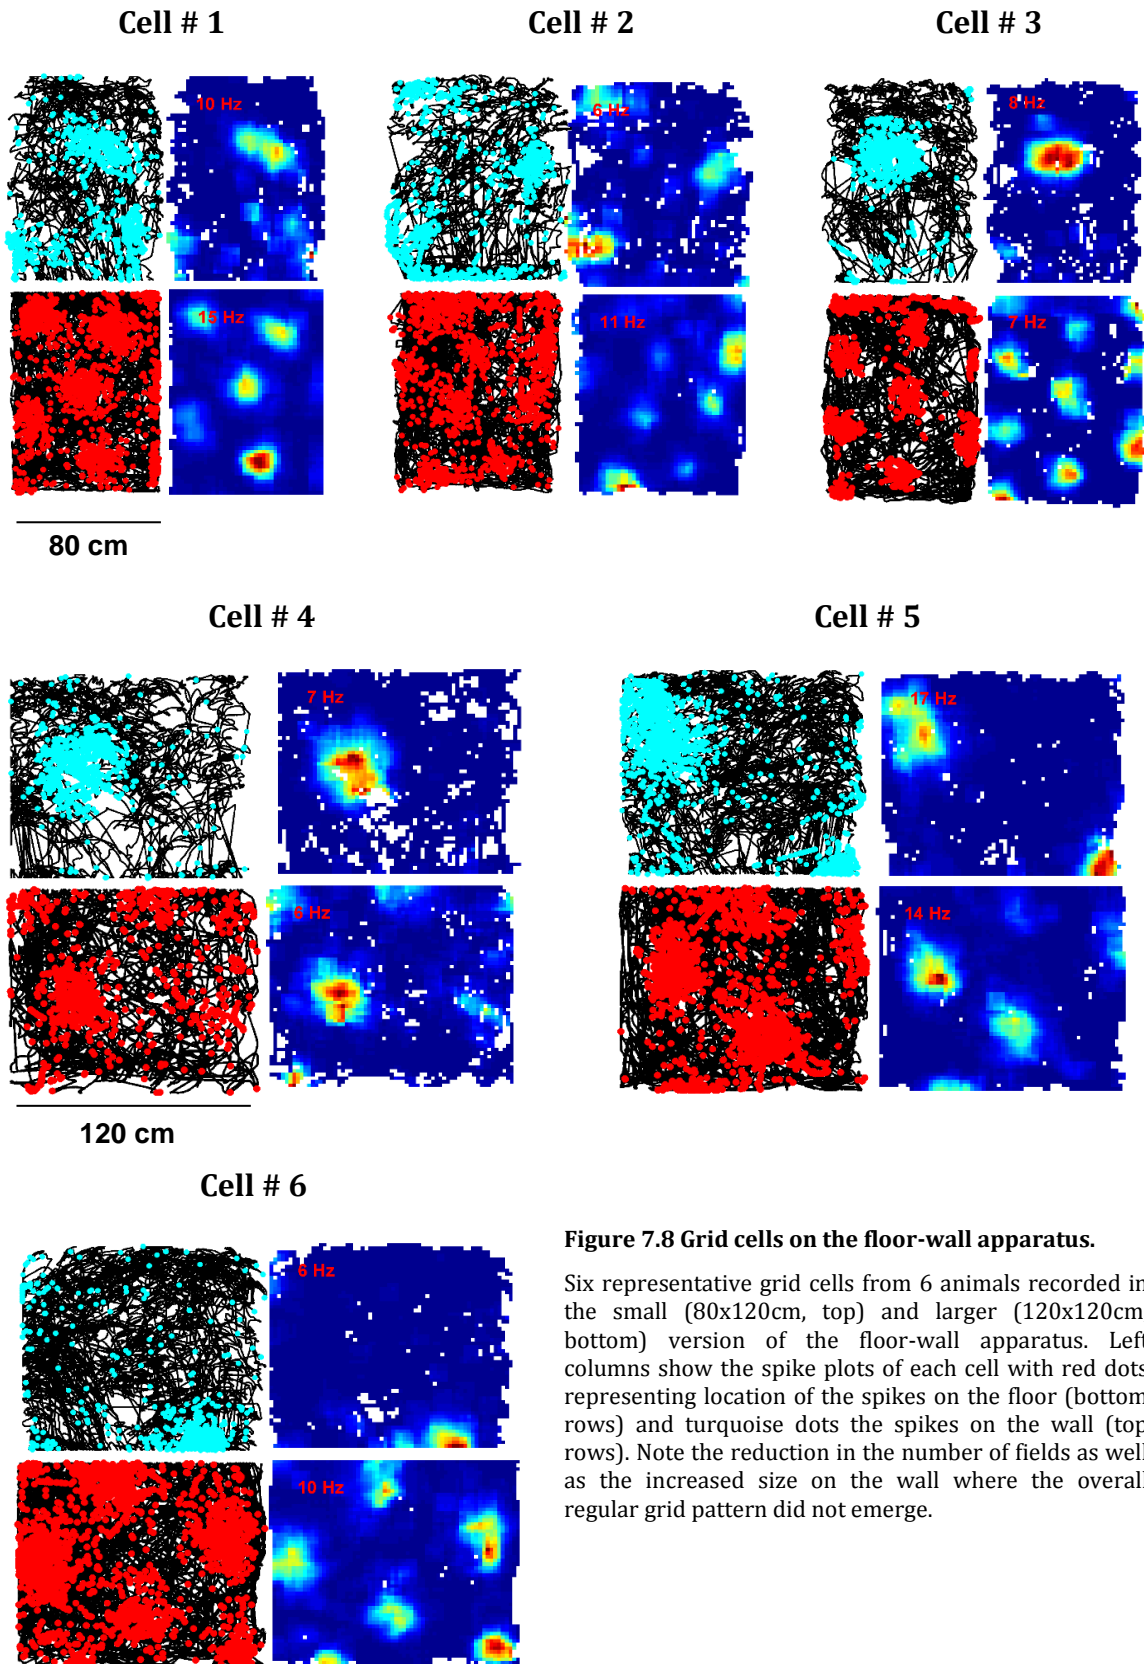 Cell # 1
Cell # 2
Cell # 3
10 Hz
6 Hz
8 Hz
15 Hz
11 Hz
7 Hz
80 cm
Cell # 4
Cell # 5
7 Hz
17 Hz
6 Hz
14 Hz
120 cm
Cell # 6
6 Hz
10 Hz
Figure 7.8 Grid cells on the floor-wall apparatus.
Six representative grid cells from 6 animals recorded in
the small (80x120cm, top) and larger (120x120cm
bottom) version of the floor-wall apparatus. Left
columns show the spike plots of each cell with red dots
representing location of the spikes on the floor (bottom
rows) and turquoise dots the spikes on the wall (top
rows). Note the reduction in the number of fields as well
as the increased size on the wall where the overall
regular grid pattern did not emerge.